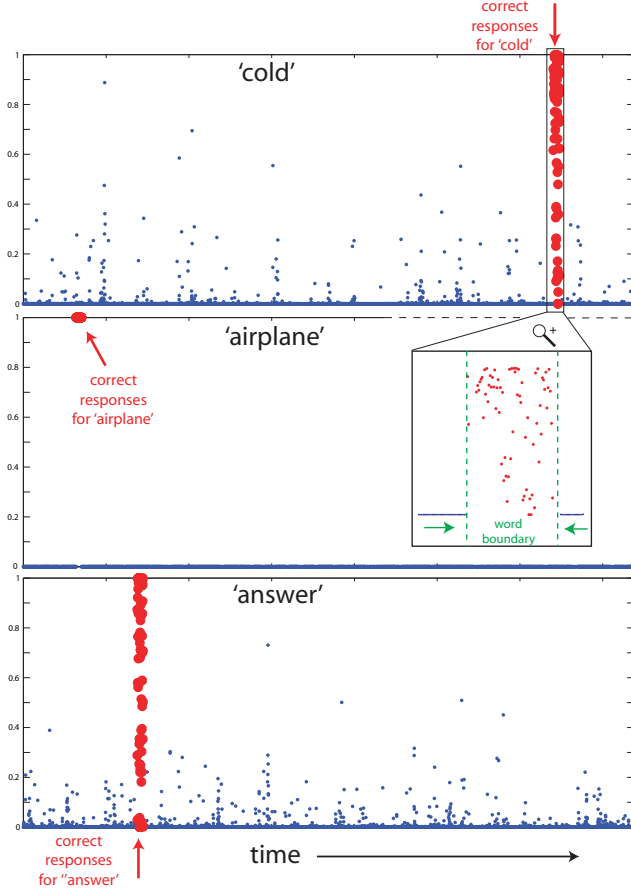 correct
responses
for 'cold'
'cold'
1
0.8
0.6
0.4
0.2
0
1
'airplane'
+
correct
responses
for 'airplane'
0.8
0.6
0.4
0.2
0
word
boundary
1
'answer'
0.8
0.6
0.4
0.2
0
correct
responses
for ''answer'
time